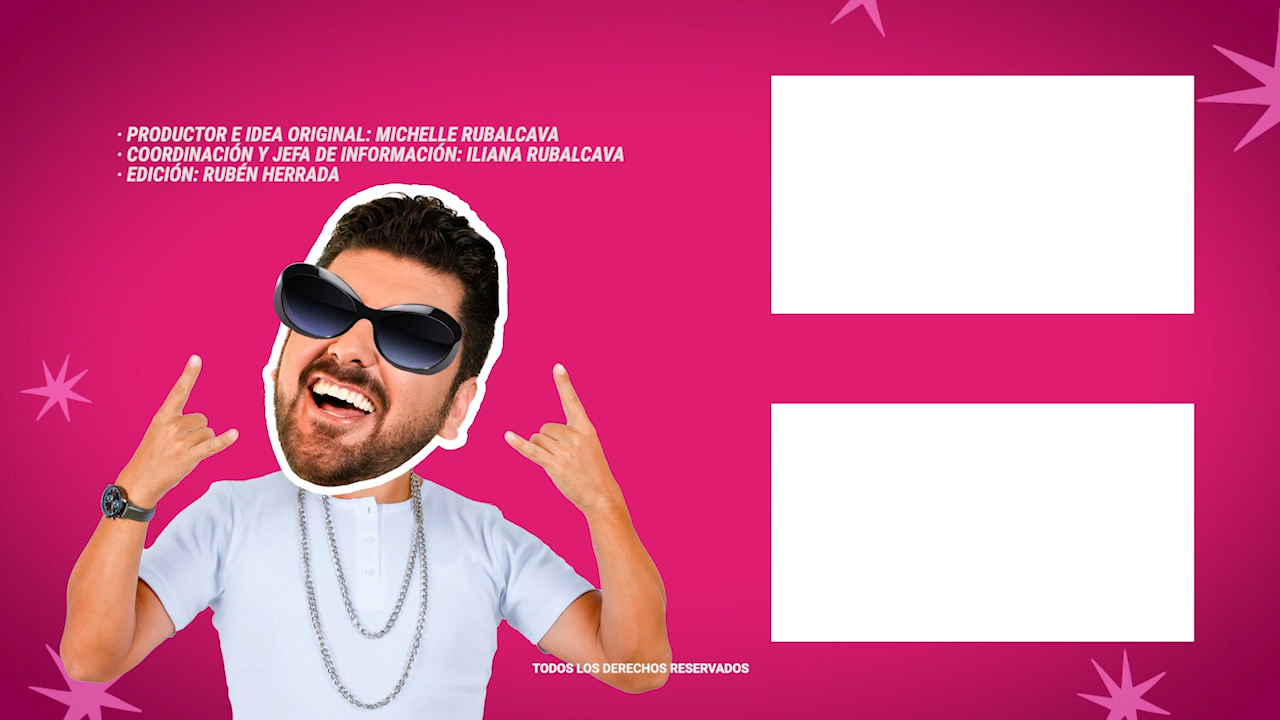 · PRODUCTOR E IDEA ORIGINAL: MICHELLE RUBALCAVA
· COORDINACIÓN Y JEFA DE INFORMACIÓN: ILIANA RUBALCAVA
· EDICIÓN: RUBÉN HERRADA
TODOS LOS DERECHOS RESERVADOS